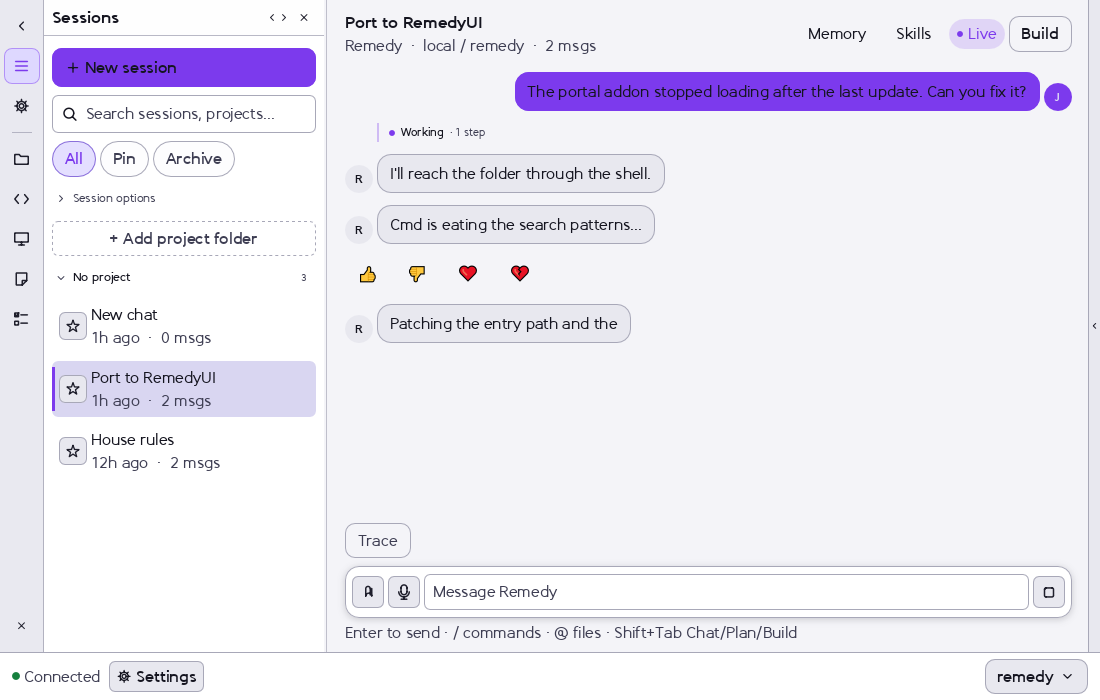 Sessions
+ New session
Search sessions, projects...
All
Pin
Archive
Session options
+ Add project folder
No project
3
New chat
1h ago · 0 msgs
Port to RemedyUI
1h ago · 2 msgs
House rules
12h ago · 2 msgs
Port to RemedyUI
Remedy · local / remedy · 2 msgs
Memory
Skills
Live
Build
The portal addon stopped loading after the last update. Can you fix it?
J
Working · 1 step
R
I'll reach the folder through the shell.
R
Cmd is eating the search patterns...
R
Patching the entry path and the
Trace
Message Remedy
Enter to send · / commands · @ files · Shift+Tab Chat/Plan/Build
Connected
Settings
remedy